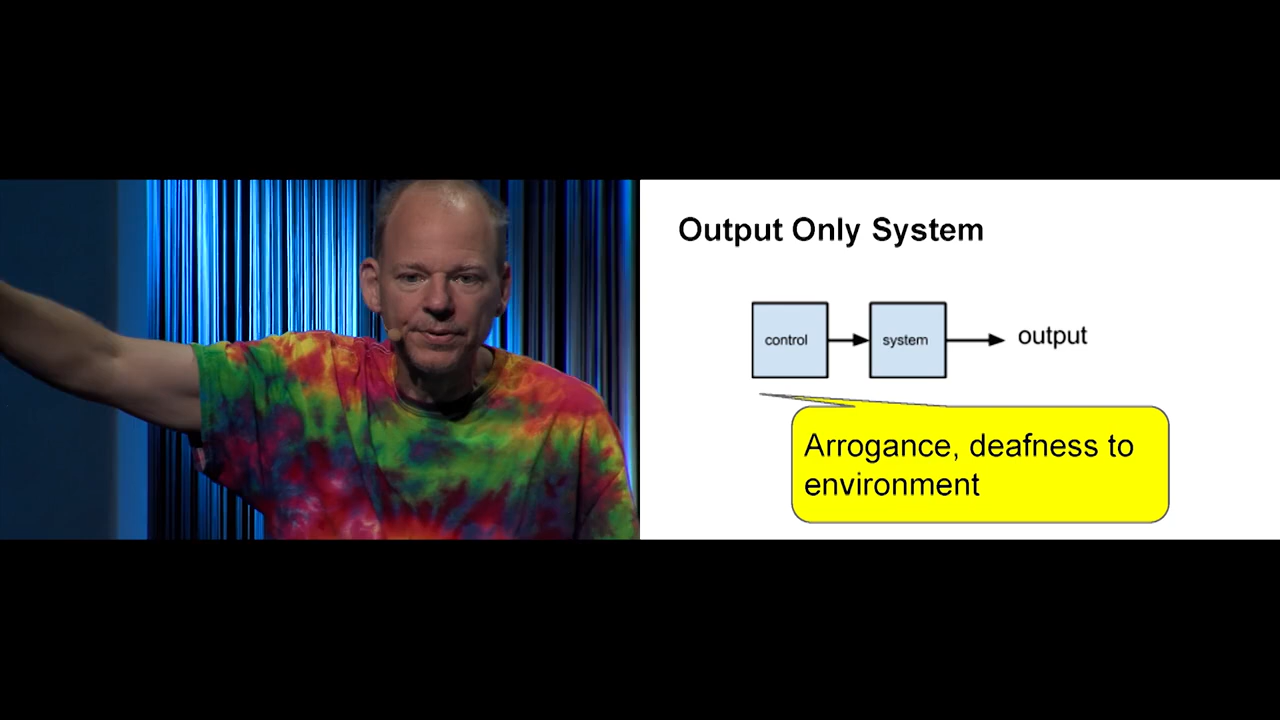 Output Only System
control
system
output
Arrogance, deafness to
environment